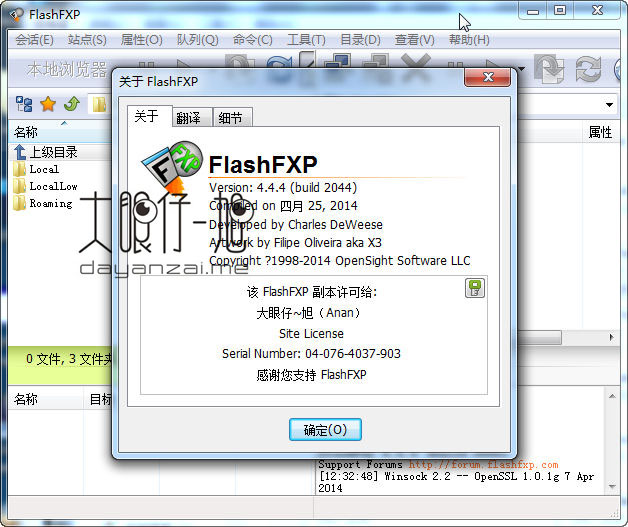 FlashFXP
会话(E) 站点(S) 属性(O) 队列(Q) 命令(C) 工具(T) 目录(D) 查看(V) 帮助(H)
本地浏览器
关于 FlashFXP
关于 翻译 细节
名称 属性
上级目录
Local
LocalLow
Roaming
FXP
F
FlashFXP
Version: 4.4.4 (build 2044)
Compiled on 四月 25, 2014
Developed by Charles DeWeese
Artwork by Filipe Oliveira aka X3
Copyright ?1998-2014 OpenSight Software LLC
大眼仔~旭
dayanzai.me
该 FlashFXP 副本许可给:
大眼仔~旭（Anan）
Site License
Serial Number: 04-076-4037-903
感谢您支持 FlashFXP
0 文件, 3 文件夹
名称 目标
确定(O)
Support Forums http://forum.flashfxp.com
[12:32:48] Winsock 2.2 -- OpenSSL 1.0.1g 7 Apr
2014